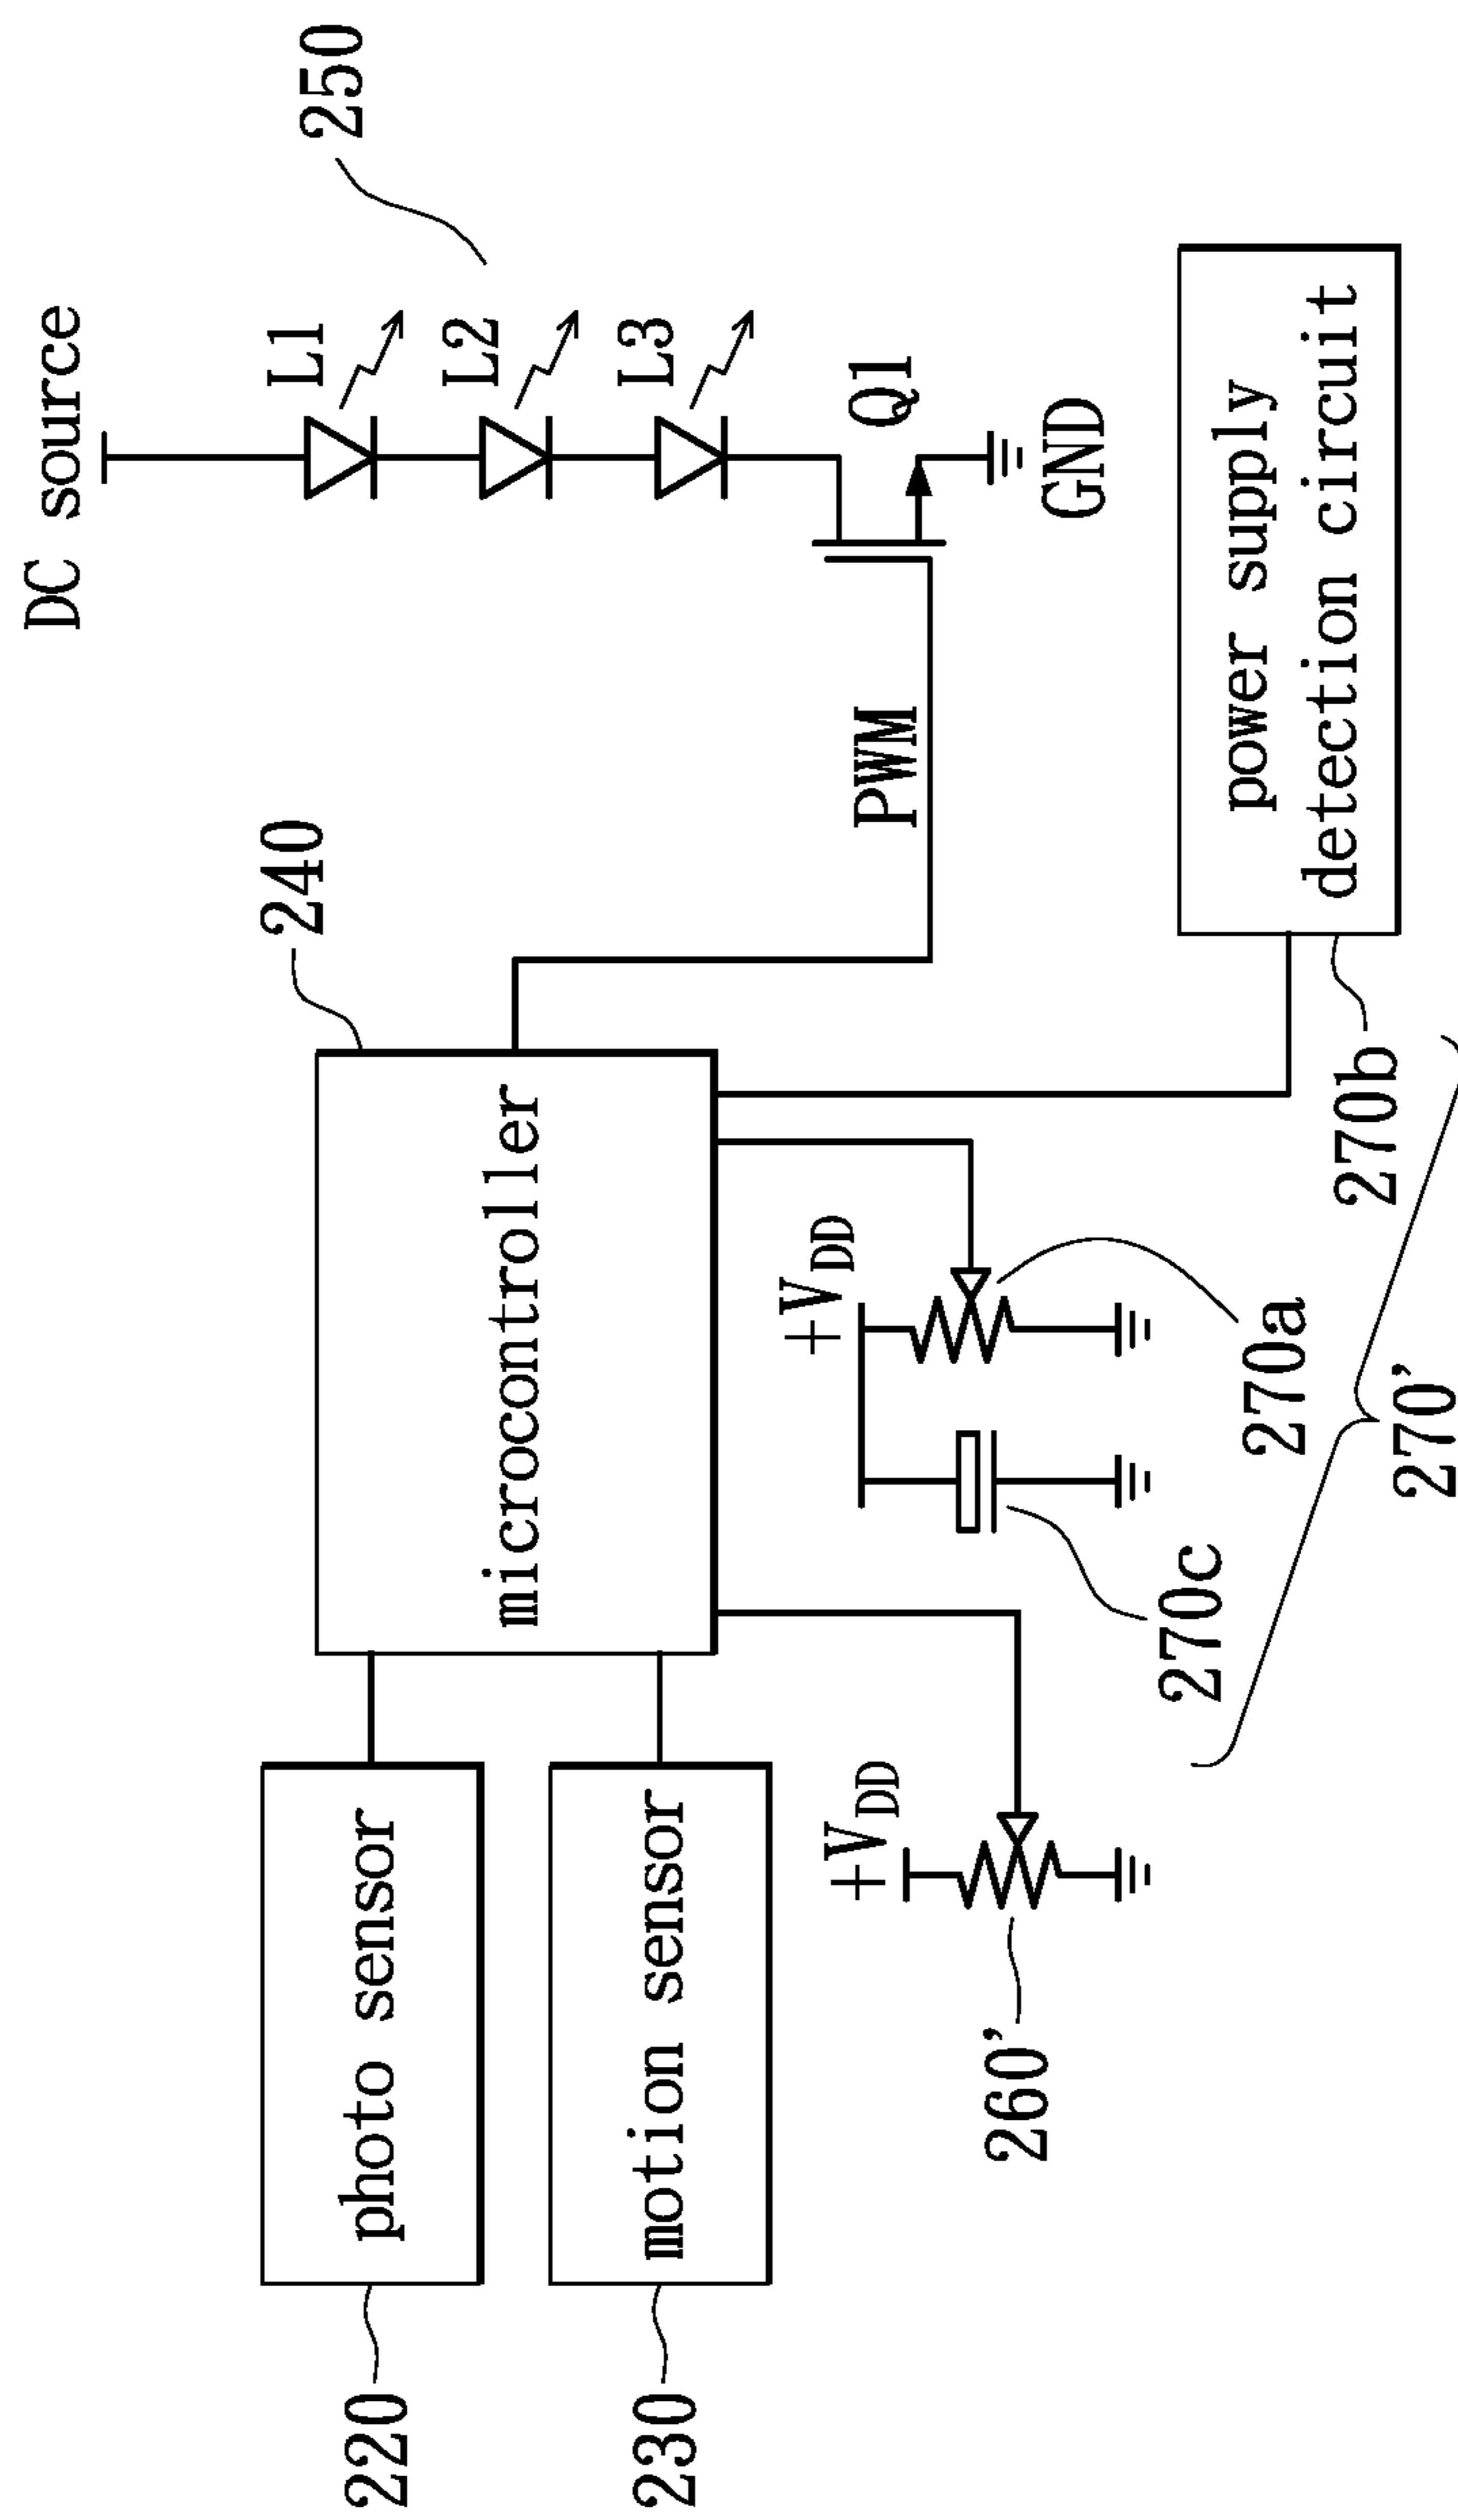 DC source
L1
250
240
L2
220
photo sensor
microcontroller
L3
230
motion sensor
PWM
Q1
+VDD
+VDD
GND
260'
270c
270a
power supply
detection circuit
270b
270'